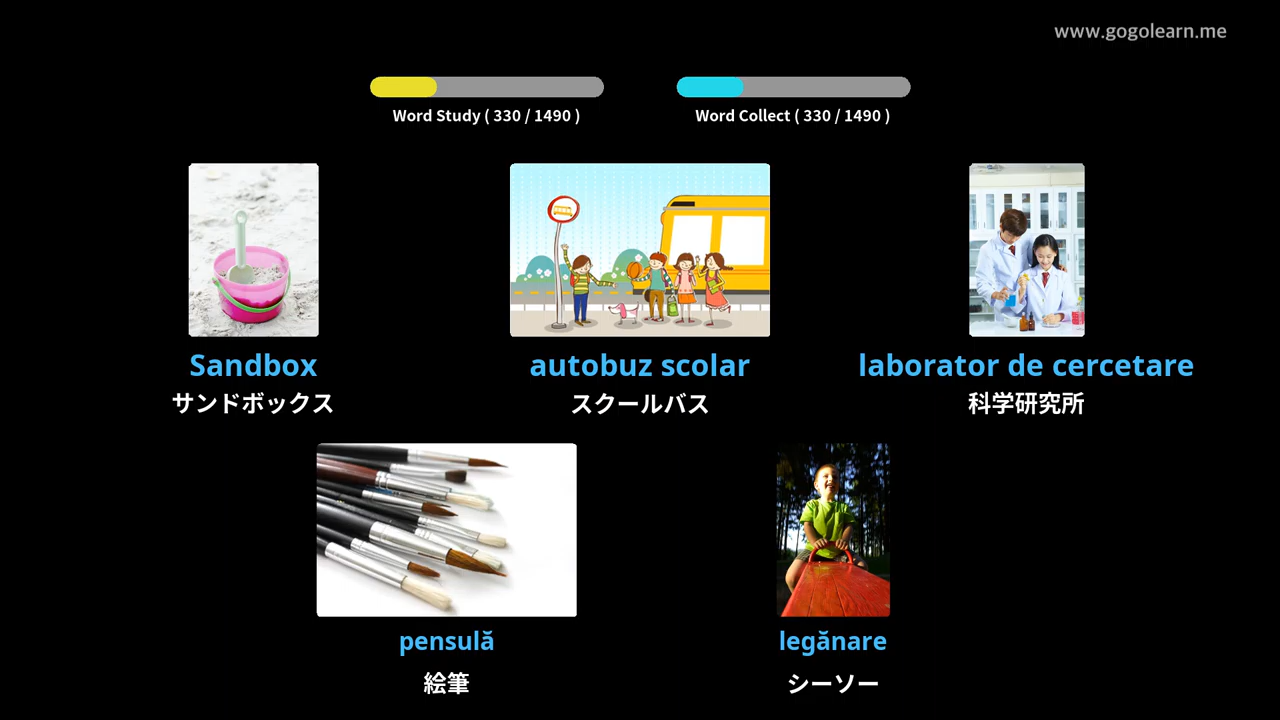 www.gogolearn.me
Word Study ( 330 / 1490 )
Word Collect ( 330 / 1490 )
Sandbox
サンドボックス
autobuz scolar
スクールバス
laborator de cercetare
科学研究所
pensulă
絵筆
legănare
シーソー